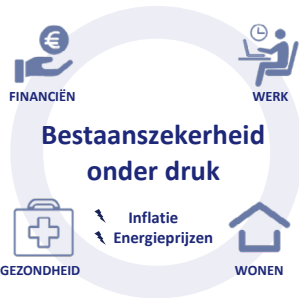 FINANCIËN
WERK
Bestaanszekerheid
onder druk
Inflatie
Energieprijzen
GEZONDHEID
WONEN